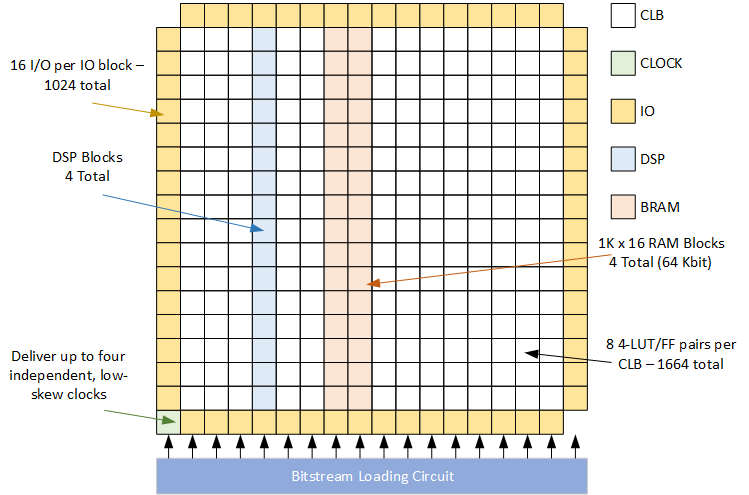 16 I/O per IO block –
1024 total
DSP Blocks
4 Total
Deliver up to four
independent, low-
skew clocks
CLB
CLOCK
IO
DSP
BRAM
1K x 16 RAM Blocks
4 Total (64 Kbit)
8 4-LUT/FF pairs per
CLB – 1664 total
Bitstream Loading Circuit